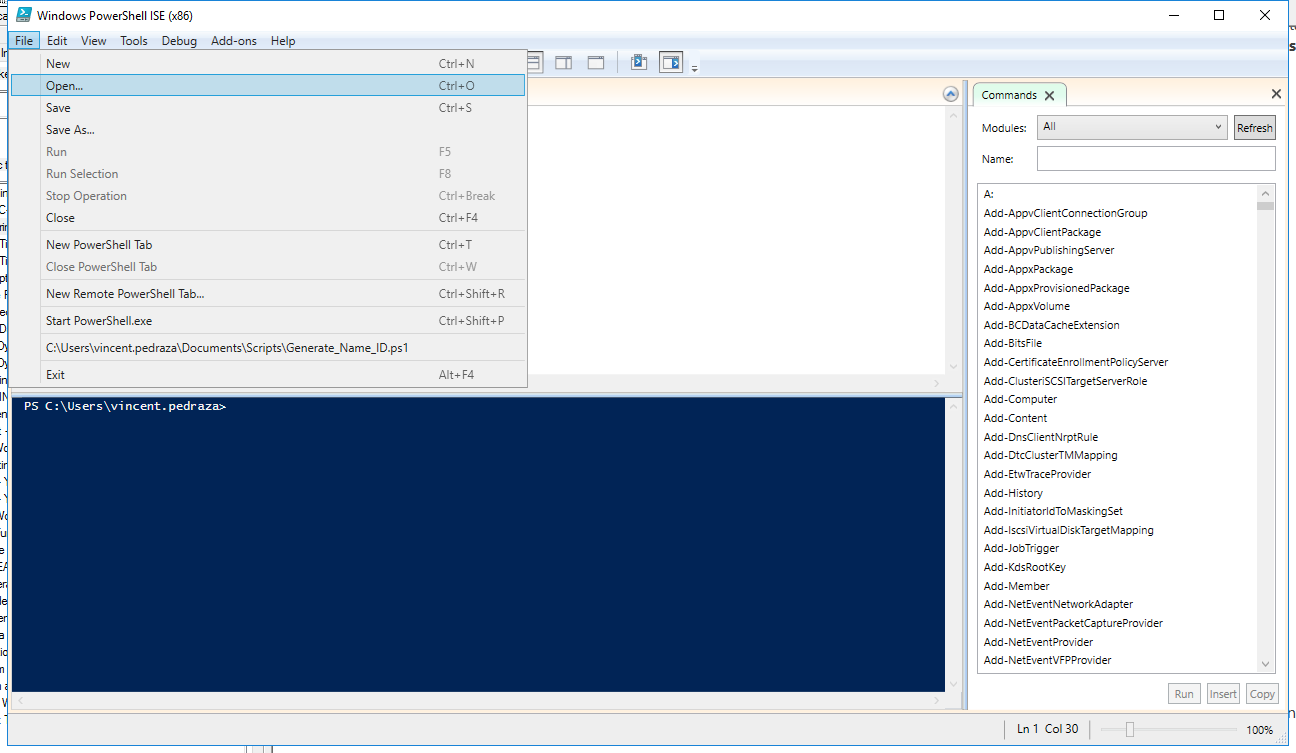 Windows PowerShell ISE (x86)
File Edit View Tools Debug Add-ons Help
New Ctrl+N
Open... Ctrl+O
Save Ctrl+S
Save As...
Run F5
Run Selection F8
Stop Operation Ctrl+Break
Close Ctrl+F4
New PowerShell Tab Ctrl+T
Close PowerShell Tab Ctrl+W
New Remote PowerShell Tab... Ctrl+Shift+R
Start PowerShell.exe Ctrl+Shift+P
C:\Users\vincent.pedraza\Documents\Scripts\Generate_Name_ID.ps1
Exit Alt+F4
PS C:\Users\vincent.pedraza>
Commands
Modules: All Refresh
Name:
A:
Add-AppvClientConnectionGroup
Add-AppvClientPackage
Add-AppvPublishingServer
Add-AppxPackage
Add-AppxProvisionedPackage
Add-AppxVolume
Add-BCDataCacheExtension
Add-BitsFile
Add-CertificateEnrollmentPolicyServer
Add-ClusteriSCSITargetServerRole
Add-Computer
Add-Content
Add-DnsClientNrptRule
Add-DtcClusterTMMapping
Add-EtwTraceProvider
Add-History
Add-InitiatorIdToMaskingSet
Add-IscsiVirtualDiskTargetMapping
Add-JobTrigger
Add-KdsRootKey
Add-Member
Add-NetEventNetworkAdapter
Add-NetEventPacketCaptureProvider
Add-NetEventProvider
Add-NetEventVFPProvider
Run Insert Copy
Ln 1 Col 30 100%